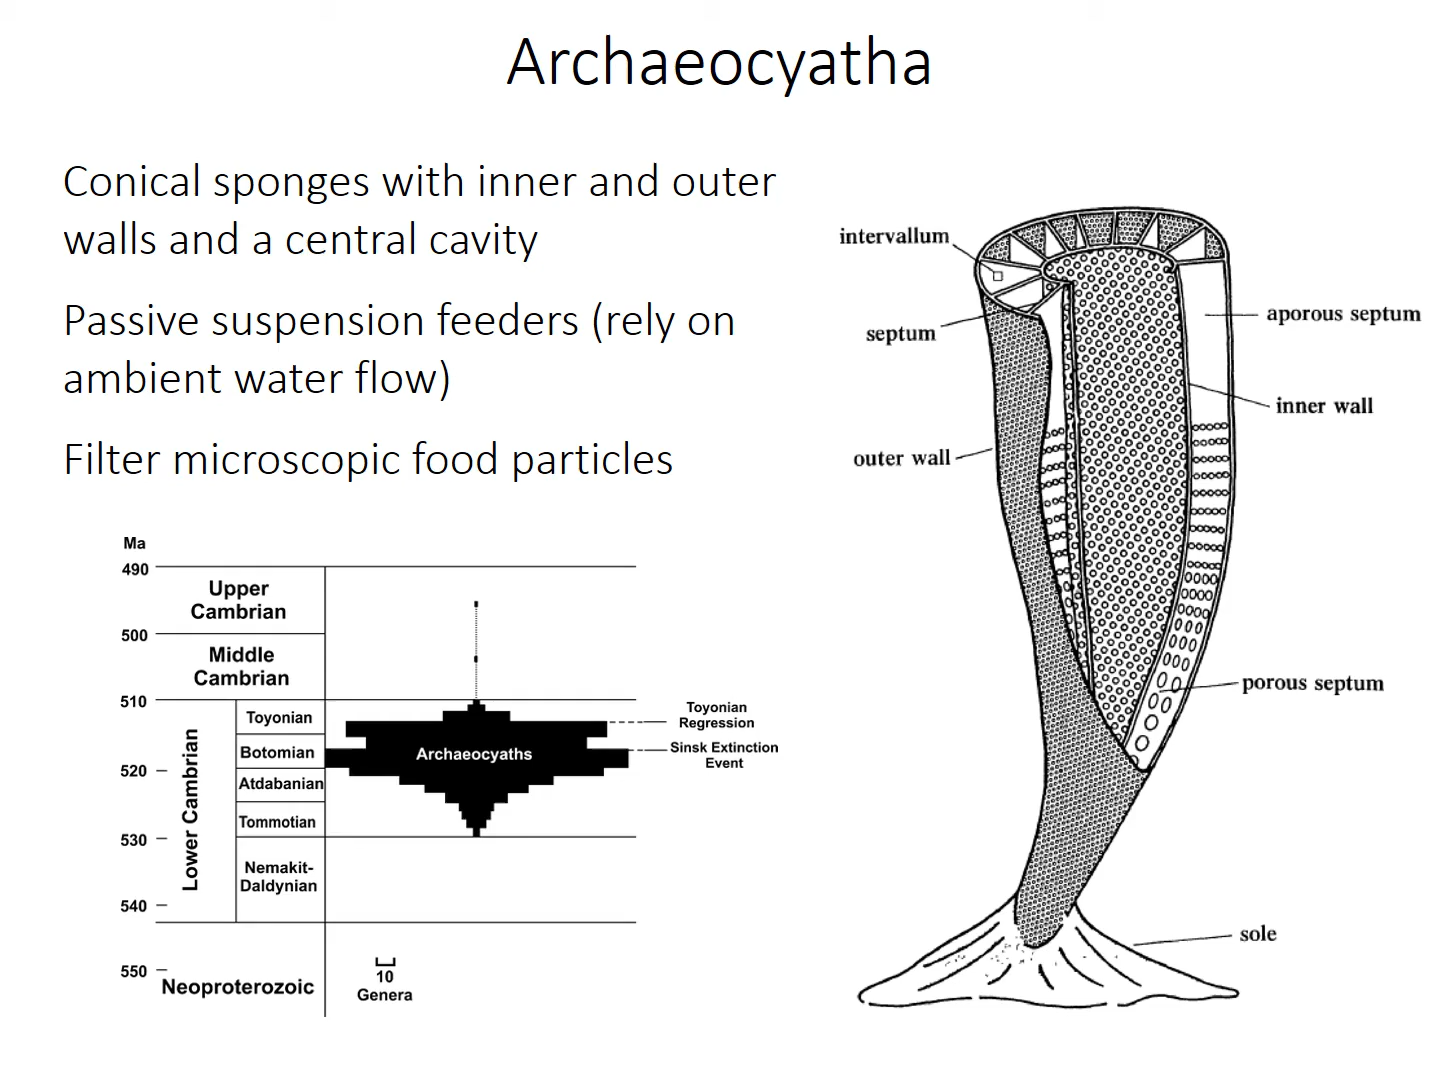 Archaeocyatha
Conical sponges with inner and outer
walls and a central cavity
Passive suspension feeders (rely on
ambient water flow)
Filter microscopic food particles
Ma
490
Upper
Cambrian
500
Middle
Cambrian
510
Lower Cambrian
Toyonian
Botomian
520
Atdabanian
Tommotian
530
Nemakit-
Daldynian
540
550
Neoproterozoic
Archaeocyaths
Toyonian
Regression
Sinsk Extinction
Event
10
Genera
intervallum
septum
outer wall
aporous septum
inner wall
porous septum
sole